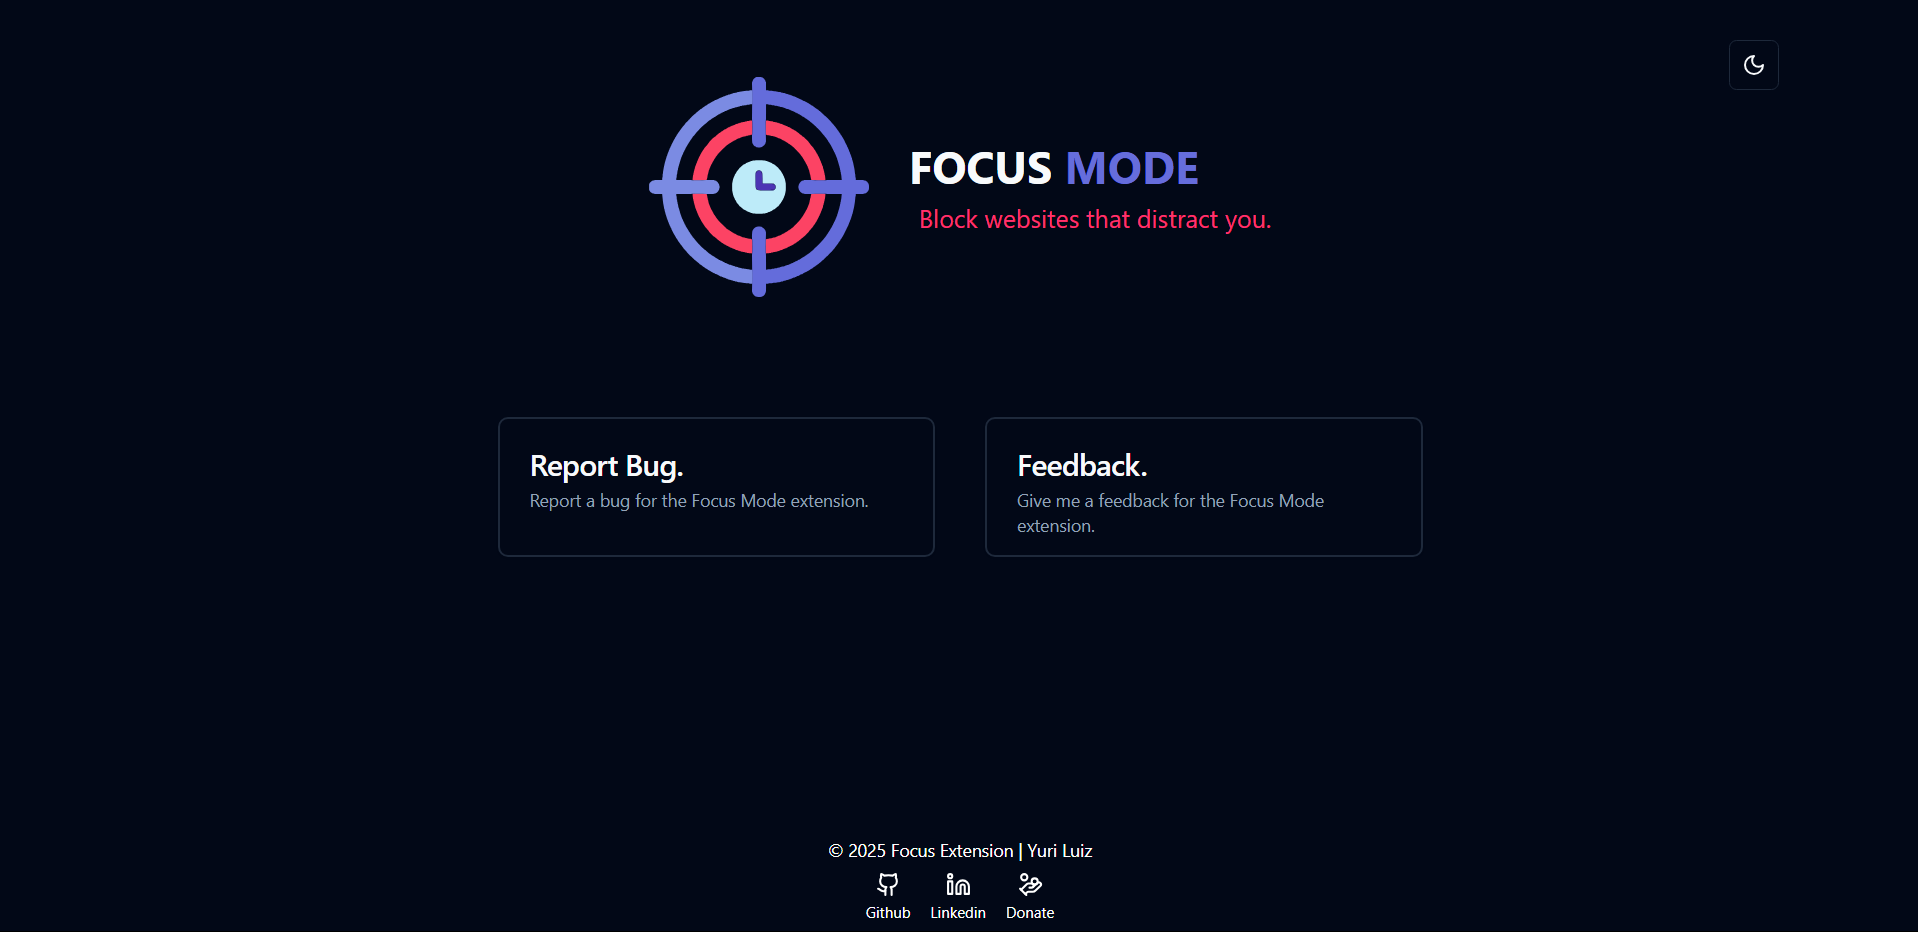 FOCUS MODE
Block websites that distract you.
Report Bug.
Report a bug for the Focus Mode extension.
Feedback.
Give me a feedback for the Focus Mode
extension.
© 2025 Focus Extension | Yuri Luiz
Github Linkedin Donate